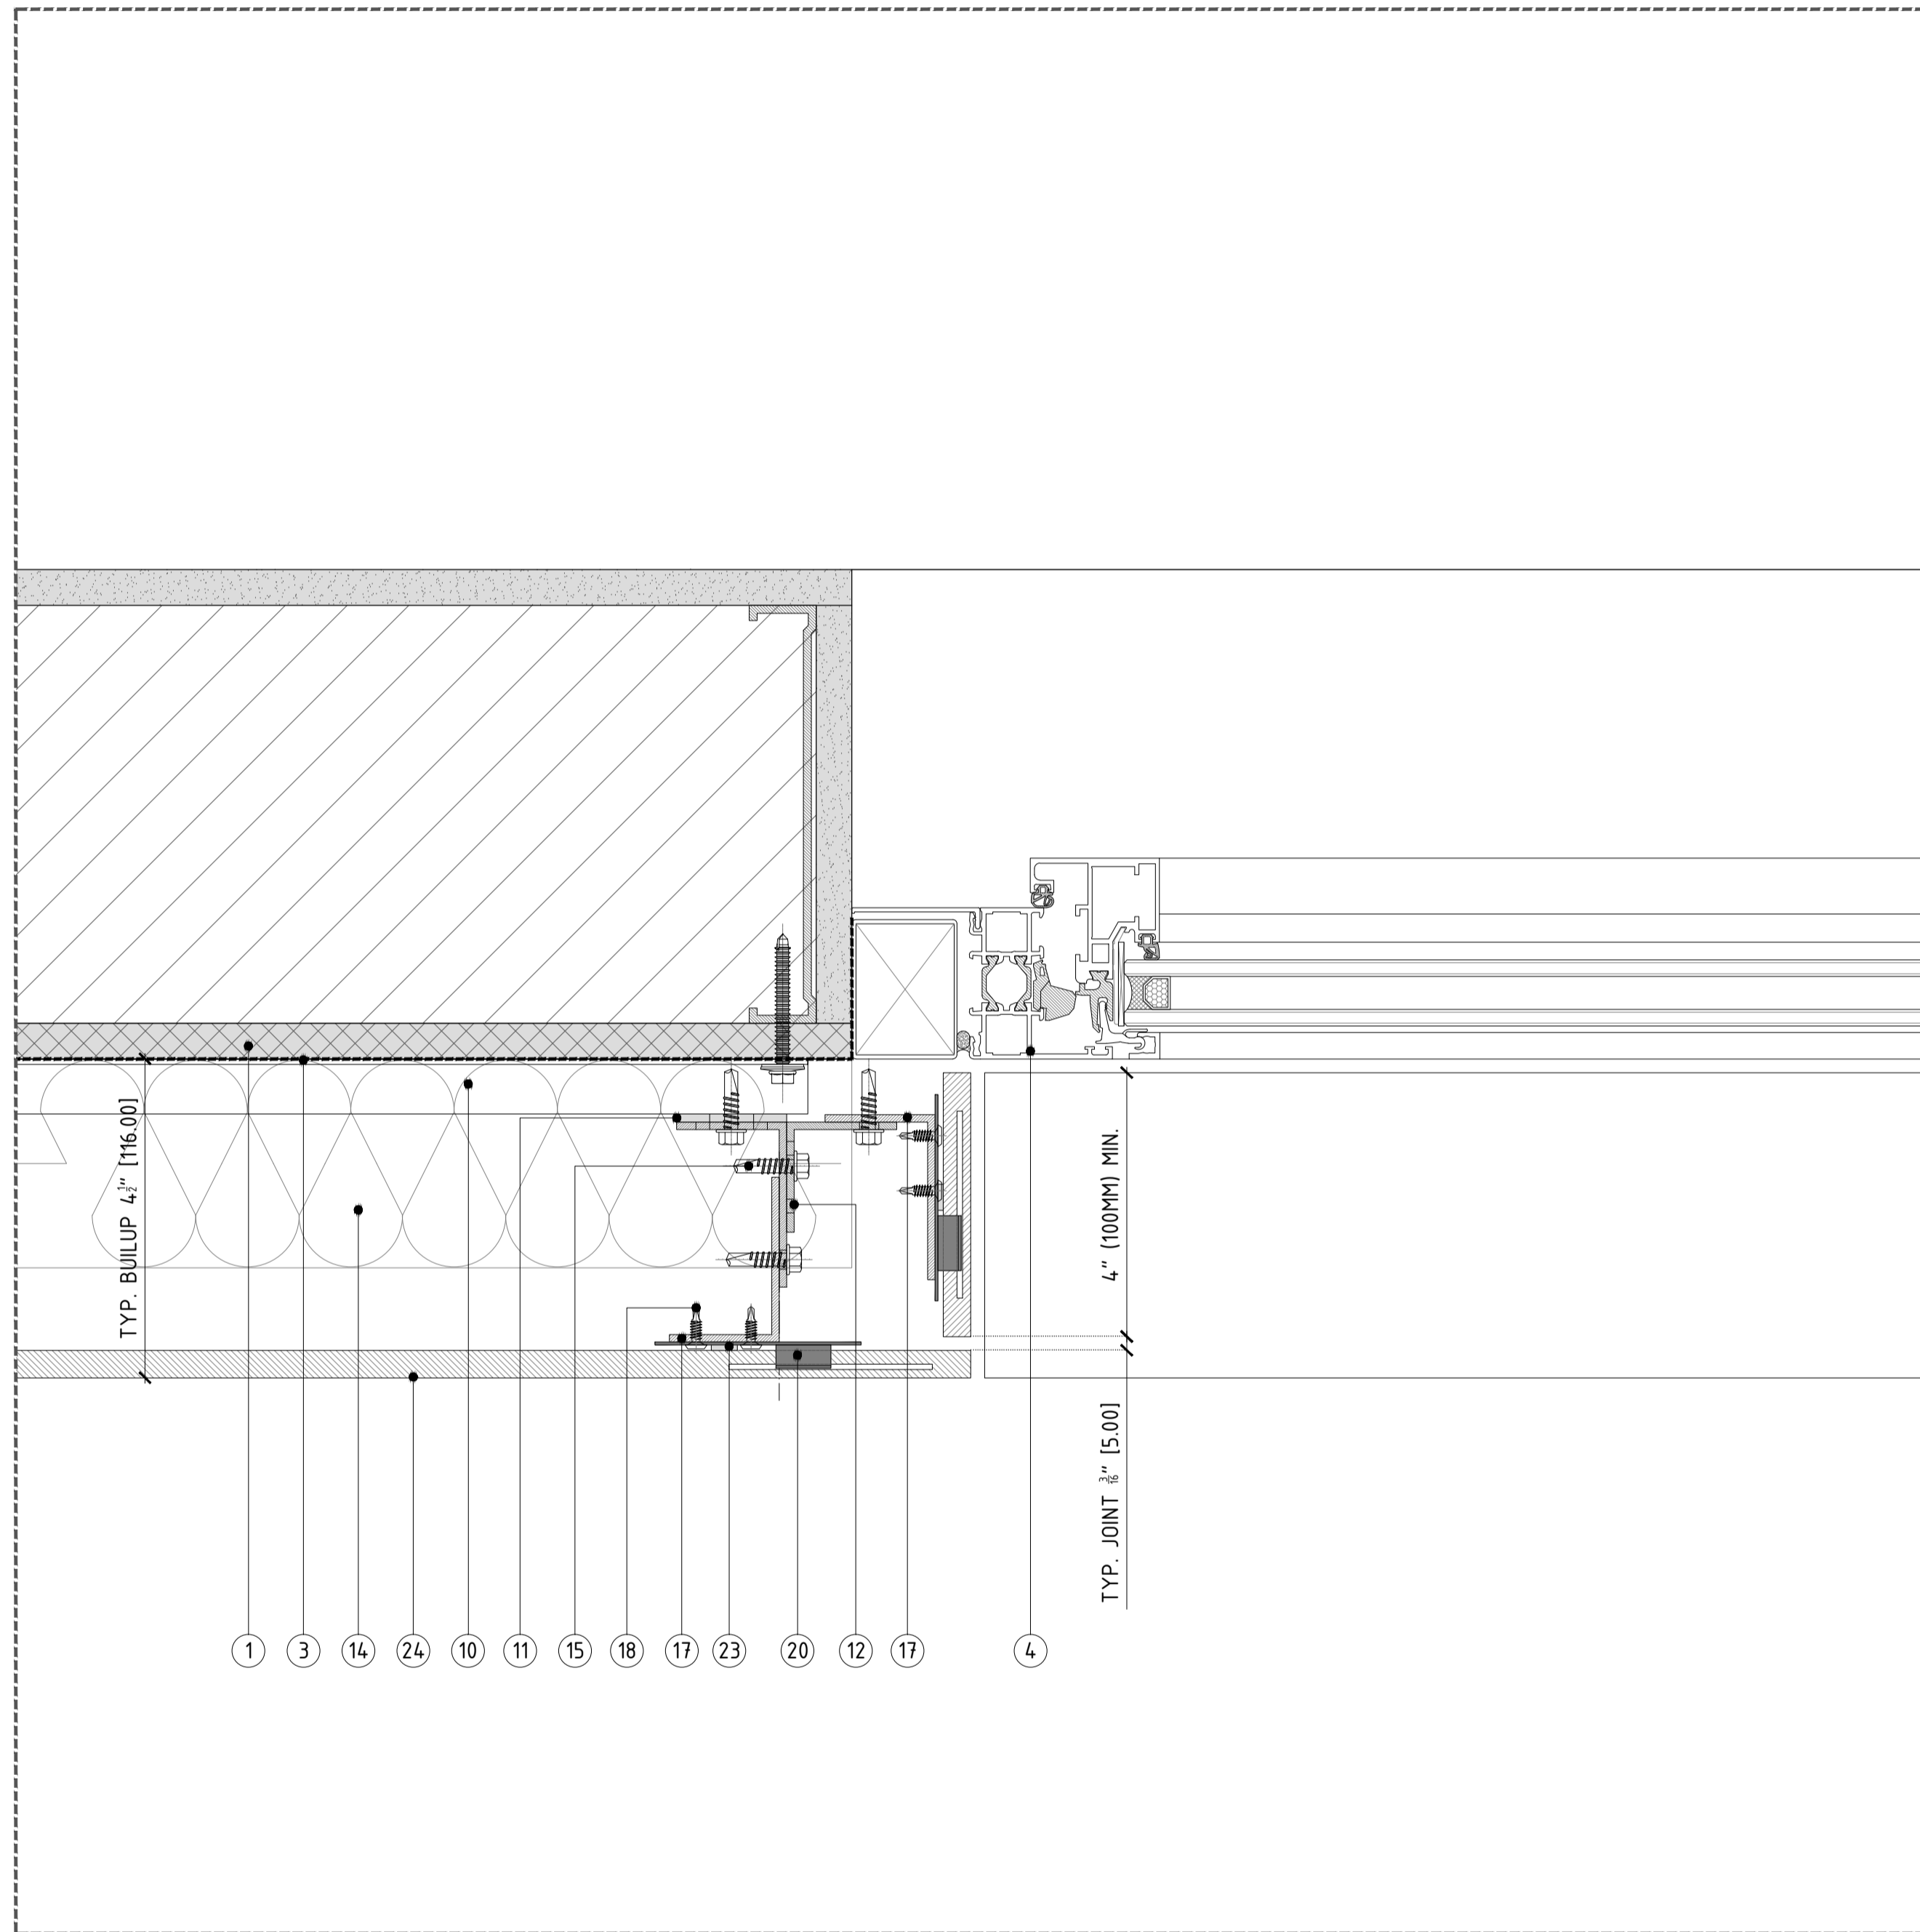 TYP. BUILUP 4½" [116.00]
4" (100MM) MIN.
TYP. JOINT 3/16" [5.00]
1 3 14 24 10 11 15 18 17 23 20 12 17 4